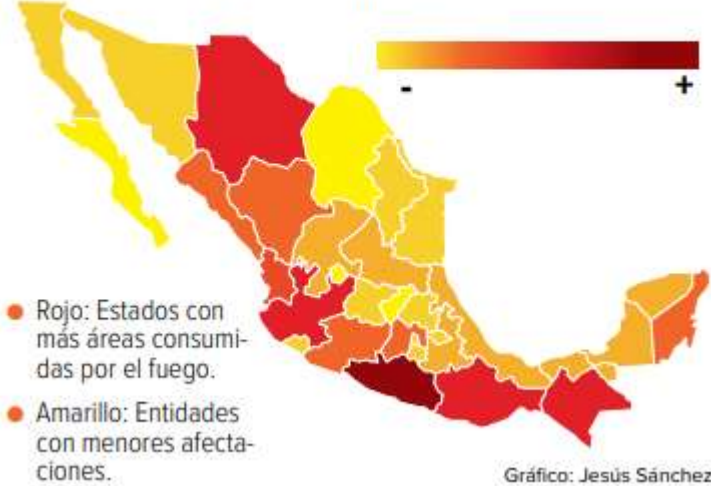 - +
Rojo: Estados con
más áreas consumi-
das por el fuego.
Amarillo: Entidades
con menores afecta-
ciones.
Gráfico: Jesús Sánchez